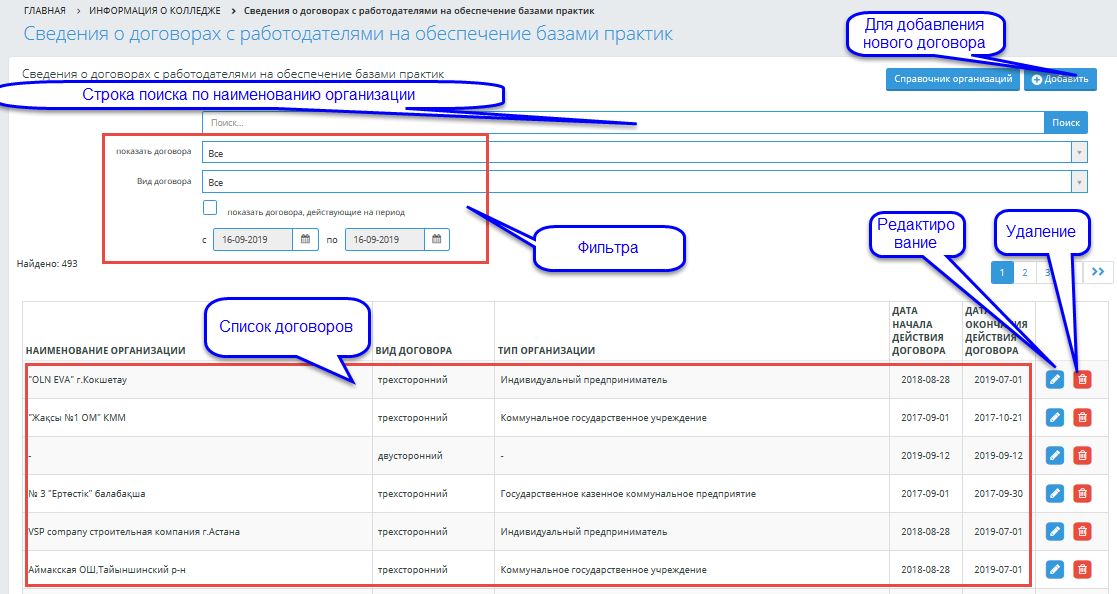 ГЛАВНАЯ > ИНФОРМАЦИЯ О КОЛЛЕДЖЕ > Сведения о договорах с работодателями на обеспечение базами практик
Сведения о договорах с работодателями на обеспечение базами практик
Для добавления
нового договора
Сведения о договорах с работодателями на обеспечение базами практик
Справочник организаций
Добавить
Строка поиска по наименованию организации
Поиск...
Поиск
показать договора
Все
Вид договора
Все
показать договора, действующие на период
с 16-09-2019 по 16-09-2019
Фильтра
Редактиро
вание
Удаление
Найдено: 493
1 2 3 >>
Список договоров
НАИМЕНОВАНИЕ ОРГАНИЗАЦИИ
ВИД ДОГОВОРА
ТИП ОРГАНИЗАЦИИ
ДАТА
НАЧАЛА
ДЕЙСТВИЯ
ДОГОВОРА
ДЕЙСТВИЯ
ДОГОВОРА
"OLN EVA" г.Кокшетау трехсторонний Индивидуальный предприниматель 2018-08-28 2019-07-01
"Жақсы №1 ОМ" КММ трехсторонний Коммунальное государственное учреждение 2017-09-01 2017-10-21
- двусторонний - 2019-09-12 2019-09-12
№ 3 "Ертөстік" балабақша трехсторонний Государственное казенное коммунальное предприятие 2017-09-01 2017-09-30
VSP company строительная компания г.Астана трехсторонний Индивидуальный предприниматель 2018-08-28 2019-07-01
Аймакская ОШ,Тайыншинский р-н трехсторонний Коммунальное государственное учреждение 2018-08-28 2019-07-01